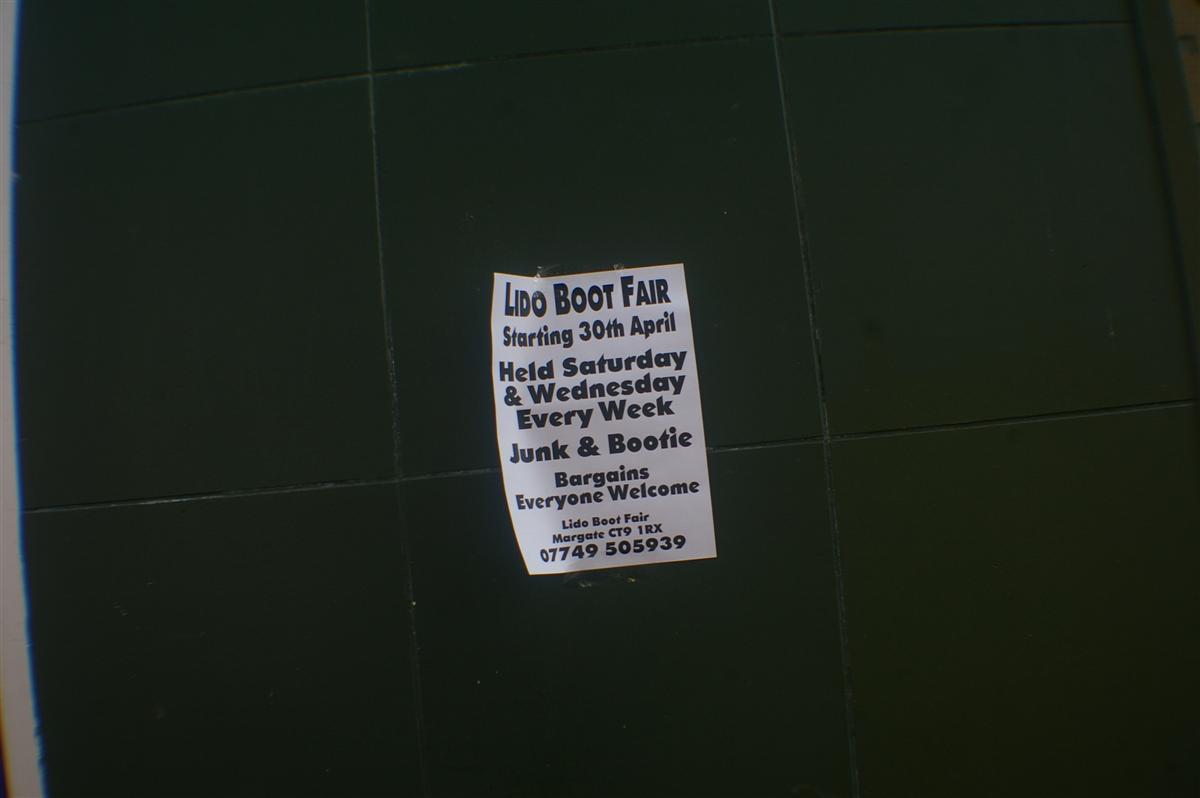 LIDO BOOT FAIR
Starting 30th April
Held Saturday
& Wednesday
Every Week
Junk & Bootie
Bargains
Everyone Welcome
Lido Boot Fair
Margate CT9 1RX
07749 505939